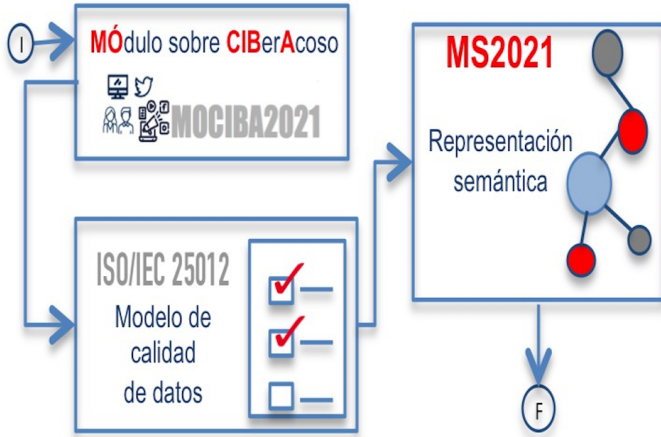 I
MÓdulo sobre CIBerAcoso
MOCIBA2021
ISO/IEC 25012
Modelo de
calidad
de datos
MS2021
Representación
semántica
F